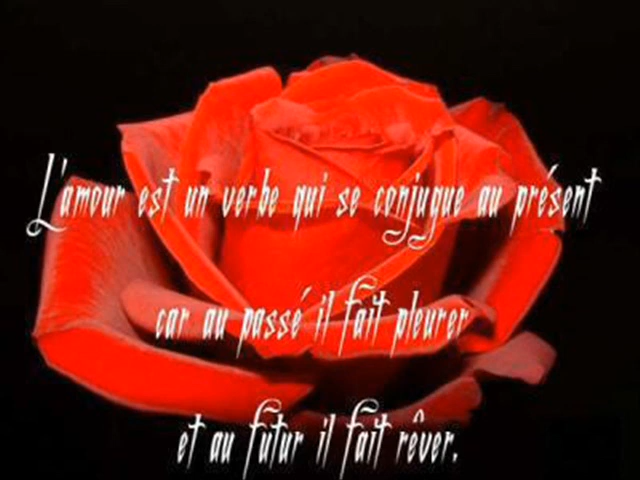 L'amour est un verbe qui se conjugue au présent
car au passé il fait pleurer
et au futur il fait rêver.